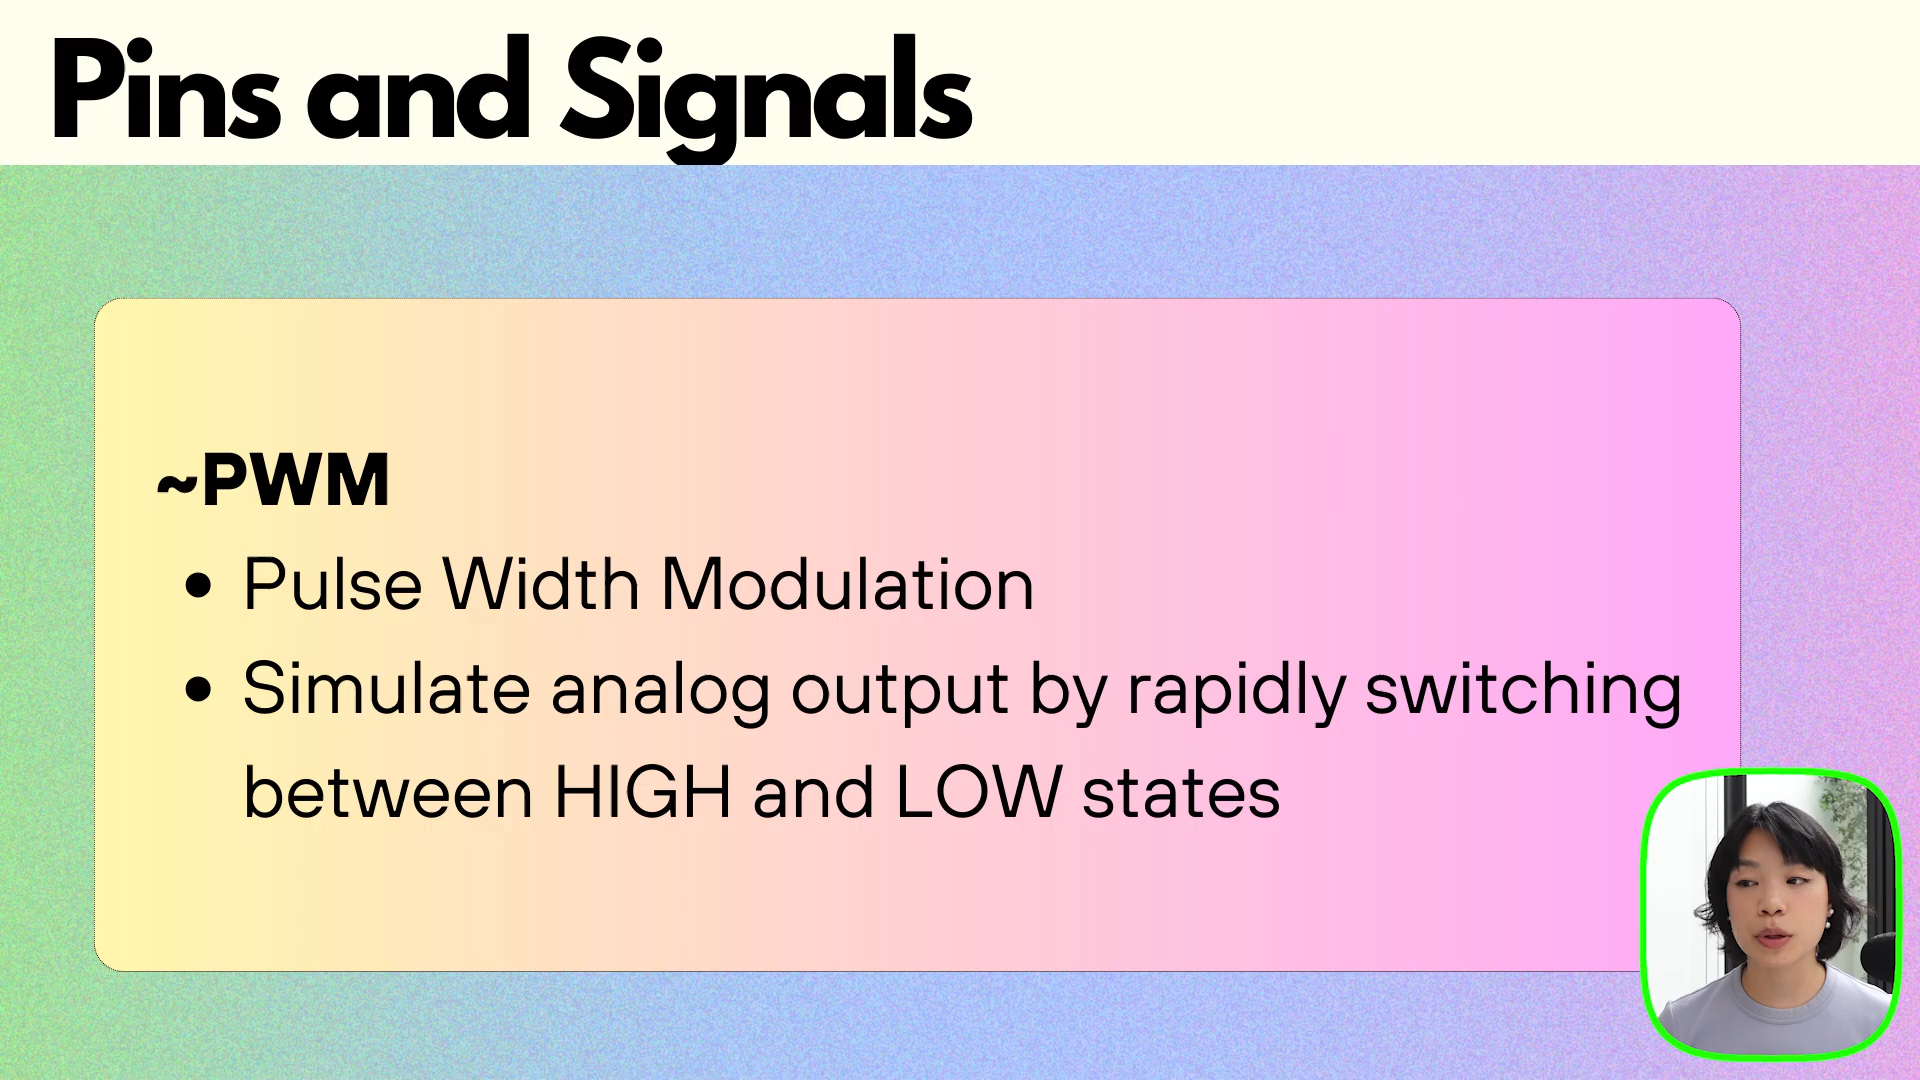 Pins and Signals
~PWM
• Pulse Width Modulation
• Simulate analog output by rapidly switching
between HIGH and LOW states